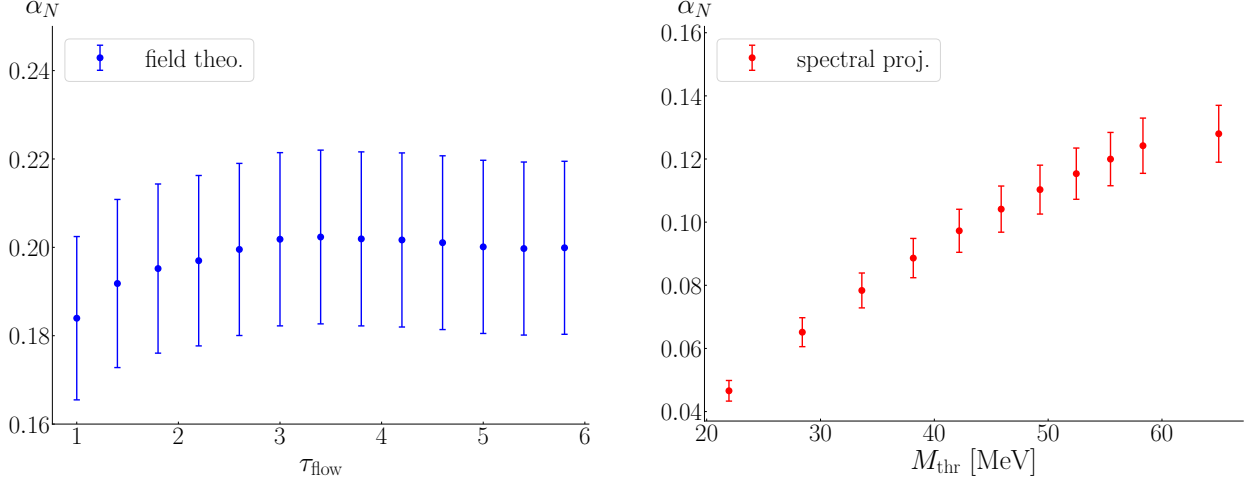 α_N
0.24
0.22
0.20
0.18
0.16
field theo.
1 2 3 4 5 6
τ_flow
α_N
0.16
0.14
0.12
0.10
0.08
0.06
0.04
spectral proj.
20 30 40 50 60
M_thr [MeV]